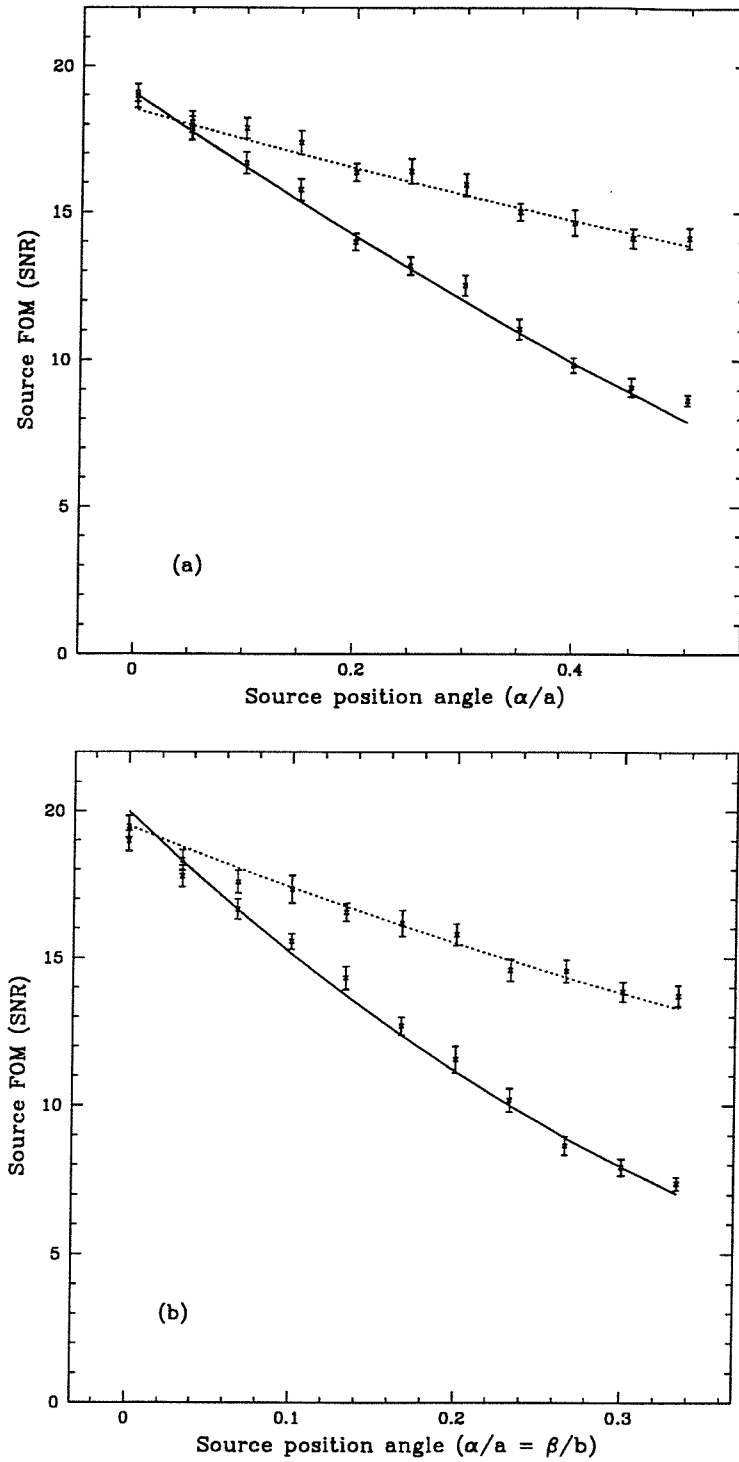 20
15
10
5
0
Source FOM (SNR)
(a)
0
0.2
0.4
Source position angle (α/a)
20
15
10
5
0
Source FOM (SNR)
(b)
0
0.1
0.2
0.3
Source position angle (α/a = β/b)